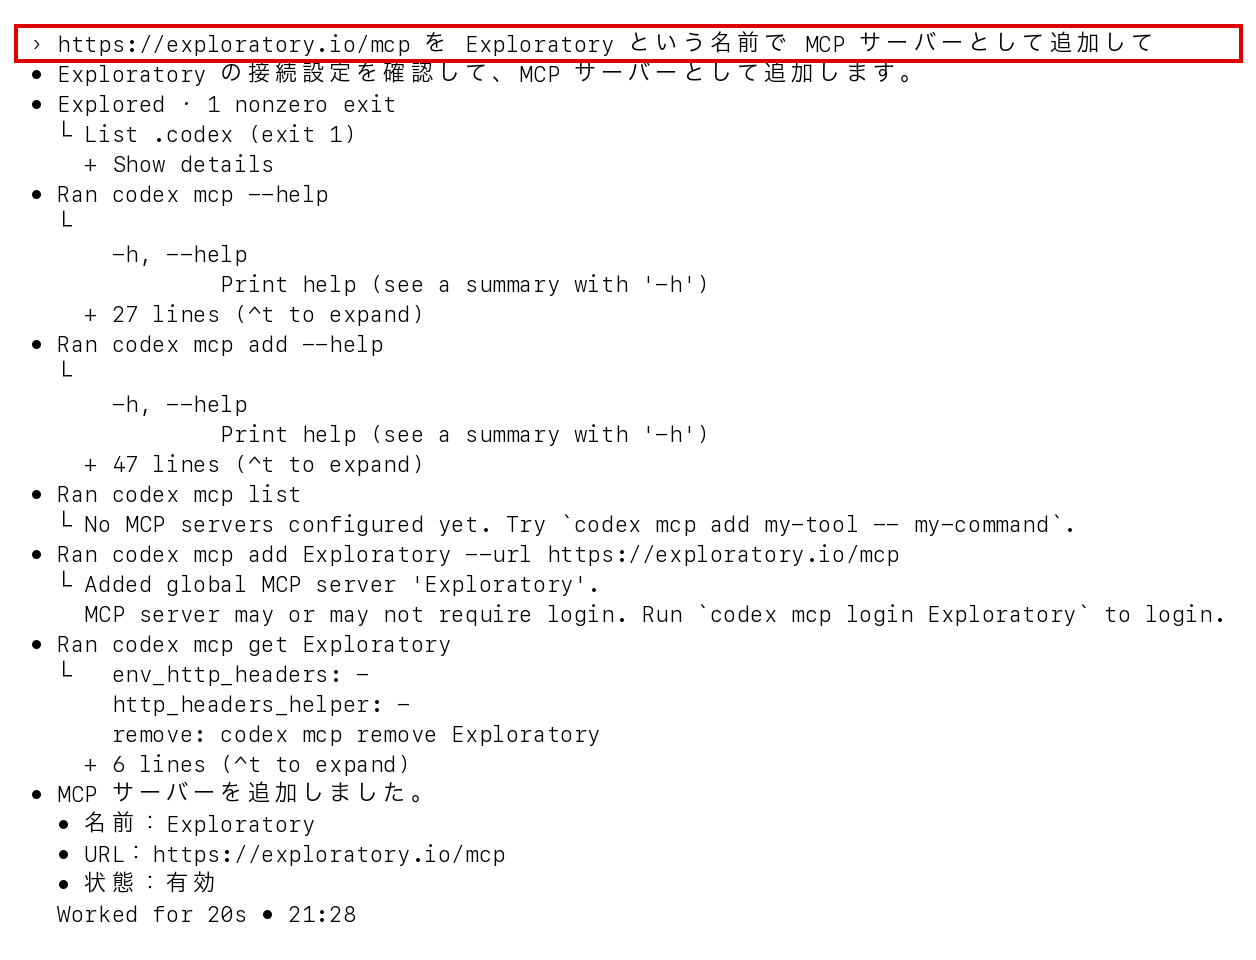 › https://exploratory.io/mcp を Exploratory という名前で MCP サーバーとして追加して
• Exploratory の接続設定を確認して、MCP サーバーとして追加します。
• Explored · 1 nonzero exit
└ List .codex (exit 1)
+ Show details
• Ran codex mcp --help
└
-h, --help
Print help (see a summary with '-h')
+ 27 lines (^t to expand)
• Ran codex mcp add --help
└
-h, --help
Print help (see a summary with '-h')
+ 47 lines (^t to expand)
• Ran codex mcp list
└ No MCP servers configured yet. Try `codex mcp add my-tool -- my-command`.
• Ran codex mcp add Exploratory --url https://exploratory.io/mcp
└ Added global MCP server 'Exploratory'.
MCP server may or may not require login. Run `codex mcp login Exploratory` to login.
• Ran codex mcp get Exploratory
└ env_http_headers: -
http_headers_helper: -
remove: codex mcp remove Exploratory
+ 6 lines (^t to expand)
• MCP サーバーを追加しました。
• 名前：Exploratory
• URL：https://exploratory.io/mcp
• 状態：有効
Worked for 20s • 21:28